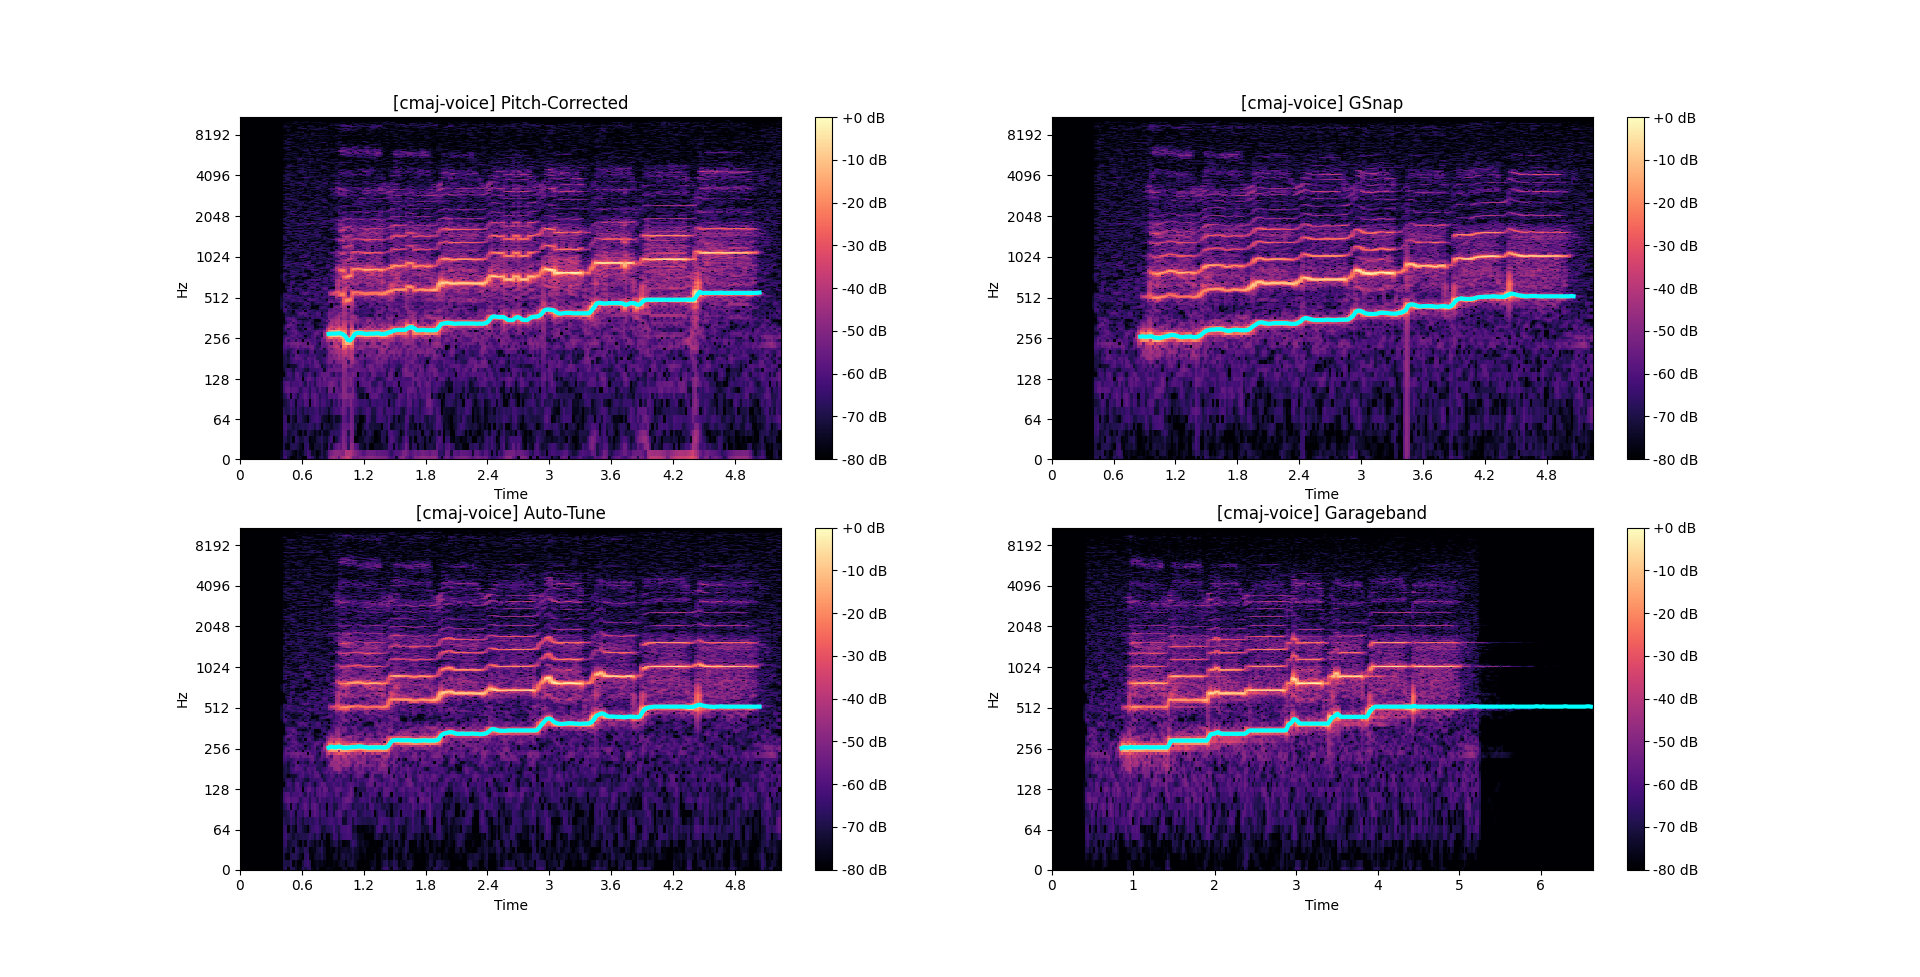 [cmaj-voice] Pitch-Corrected
8192
4096
2048
1024
512
256
128
64
0
Hz
0 0.6 1.2 1.8 2.4 3 3.6 4.2 4.8
Time
+0 dB
-10 dB
-20 dB
-30 dB
-40 dB
-50 dB
-60 dB
-70 dB
-80 dB
[cmaj-voice] GSnap
8192
4096
2048
1024
512
256
128
64
0
Hz
0 0.6 1.2 1.8 2.4 3 3.6 4.2 4.8
Time
+0 dB
-10 dB
-20 dB
-30 dB
-40 dB
-50 dB
-60 dB
-70 dB
-80 dB
[cmaj-voice] Auto-Tune
8192
4096
2048
1024
512
256
128
64
0
Hz
0 0.6 1.2 1.8 2.4 3 3.6 4.2 4.8
Time
+0 dB
-10 dB
-20 dB
-30 dB
-40 dB
-50 dB
-60 dB
-70 dB
-80 dB
[cmaj-voice] Garageband
8192
4096
2048
1024
512
256
128
64
0
Hz
0 1 2 3 4 5 6
Time
+0 dB
-10 dB
-20 dB
-30 dB
-40 dB
-50 dB
-60 dB
-70 dB
-80 dB